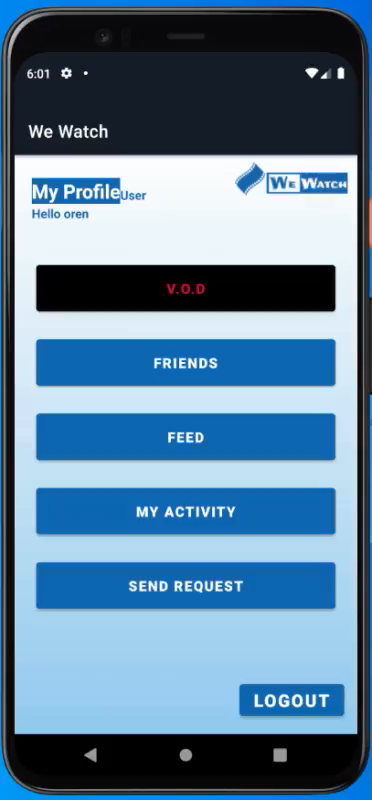 6:01
We Watch
My Profile User
WE WATCH
Hello oren
V.O.D
FRIENDS
FEED
MY ACTIVITY
SEND REQUEST
LOGOUT